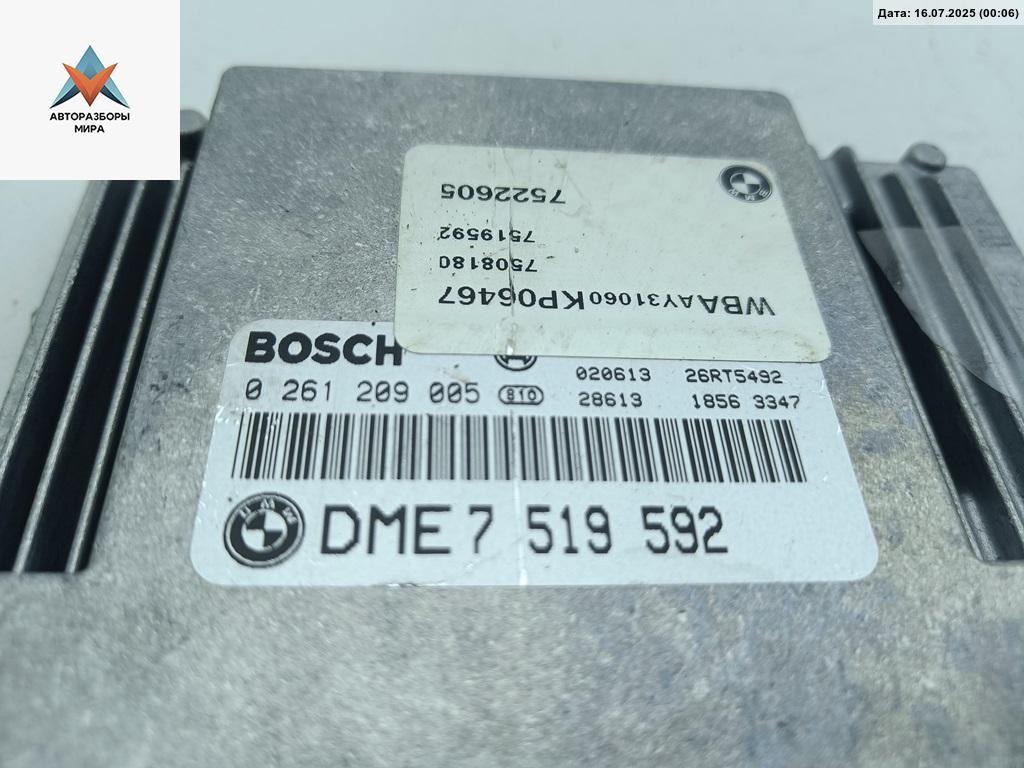 Дата: 16.07.2025 (00:06)
АВТОРАЗБОРЫ
МИРА
WBAAY31060KP06467
7508180
7519592
7522605
BOSCH
0 261 209 005 810
020613 26RT5492
28613 1856 3347
DME 7 519 592